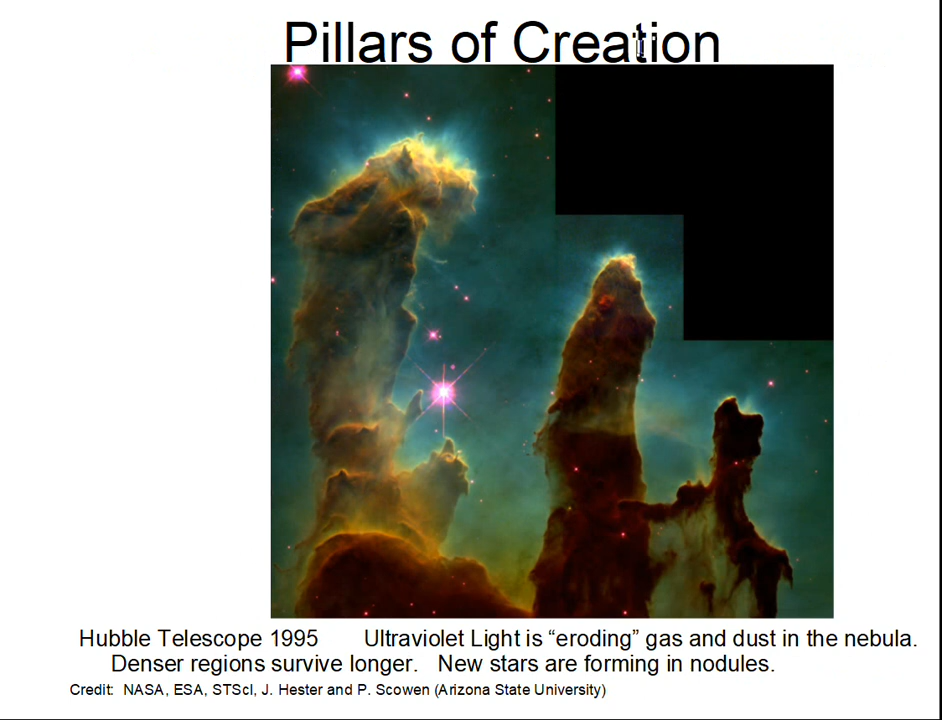 Pillars of Creation
Hubble Telescope 1995 Ultraviolet Light is “eroding” gas and dust in the nebula.
Denser regions survive longer. New stars are forming in nodules.
Credit: NASA, ESA, STScI, J. Hester and P. Scowen (Arizona State University)